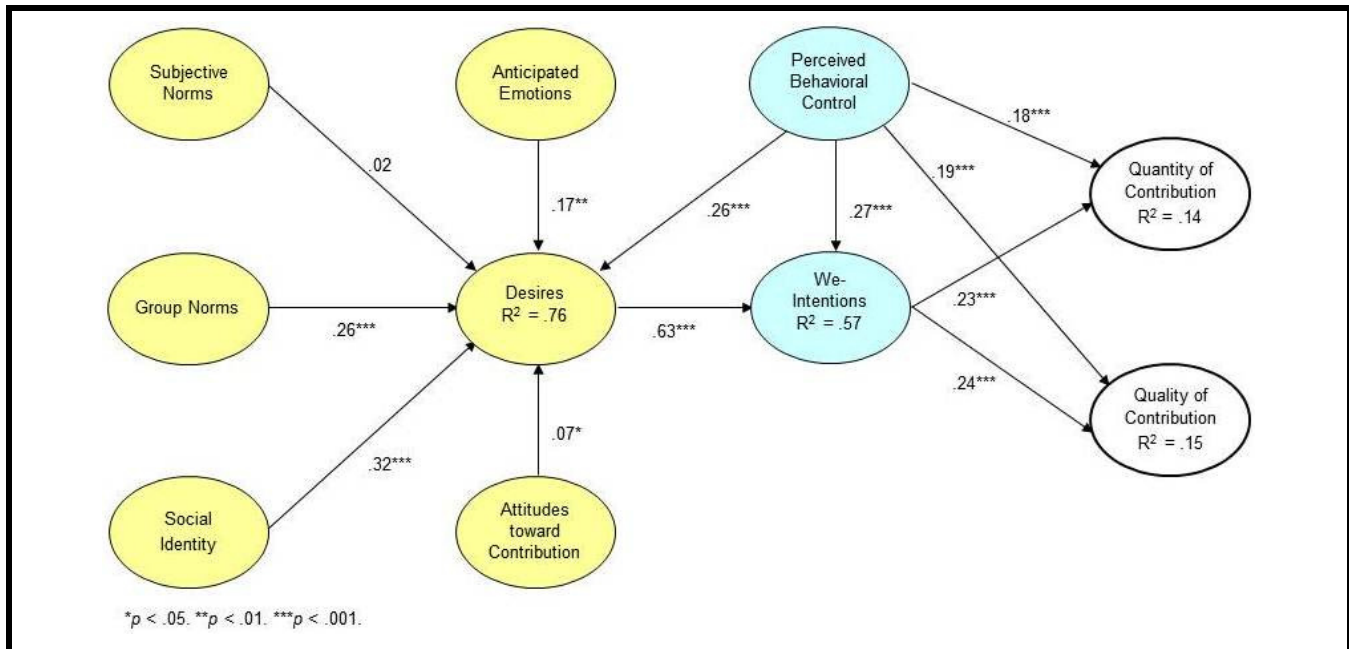 Subjective
Norms
Anticipated
Emotions
Perceived
Behavioral
Control
.18***
.02
.19***
Quantity of
Contribution
R² = .14
.17**
.26***
.27***
Group Norms
Desires
R² = .76
We-
Intentions
R² = .57
.26***
.63***
.23***
.24***
Quality of
Contribution
R² = .15
.07*
.32***
Social
Identity
Attitudes
toward
Contribution
*p < .05. **p < .01. ***p < .001.